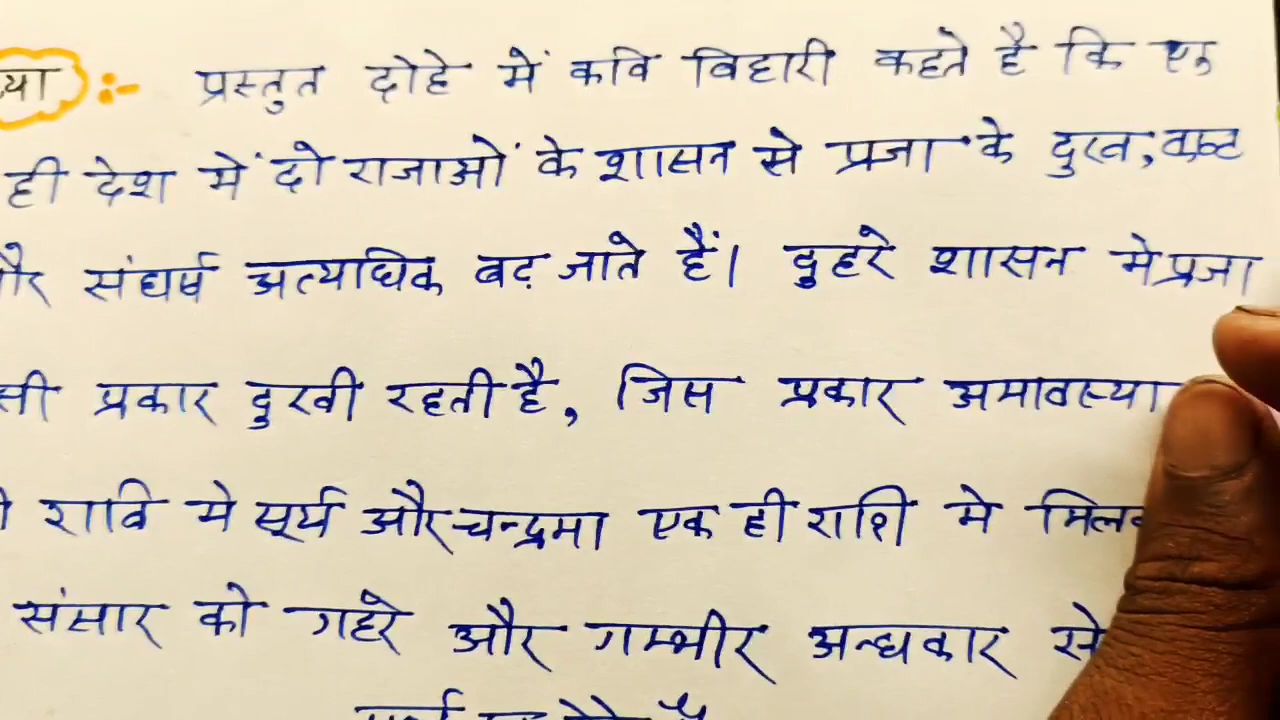 ख्या :- प्रस्तुत दोहे में कवि विहारी कहते है कि एक
ही देश में दो राजाओं के शासन से प्रजा के दुख, कष्ट
और संघर्ष अत्याधिक बढ़ जाते हैं। दुहरे शासन मे प्रजा
सी प्रकार दुखी रहती है, जिस प्रकार अमावस्या
रात्रि मे सूर्य और चन्द्रमा एक ही राशि मे
संसार को गहरे और गम्भीर अन्धकार से